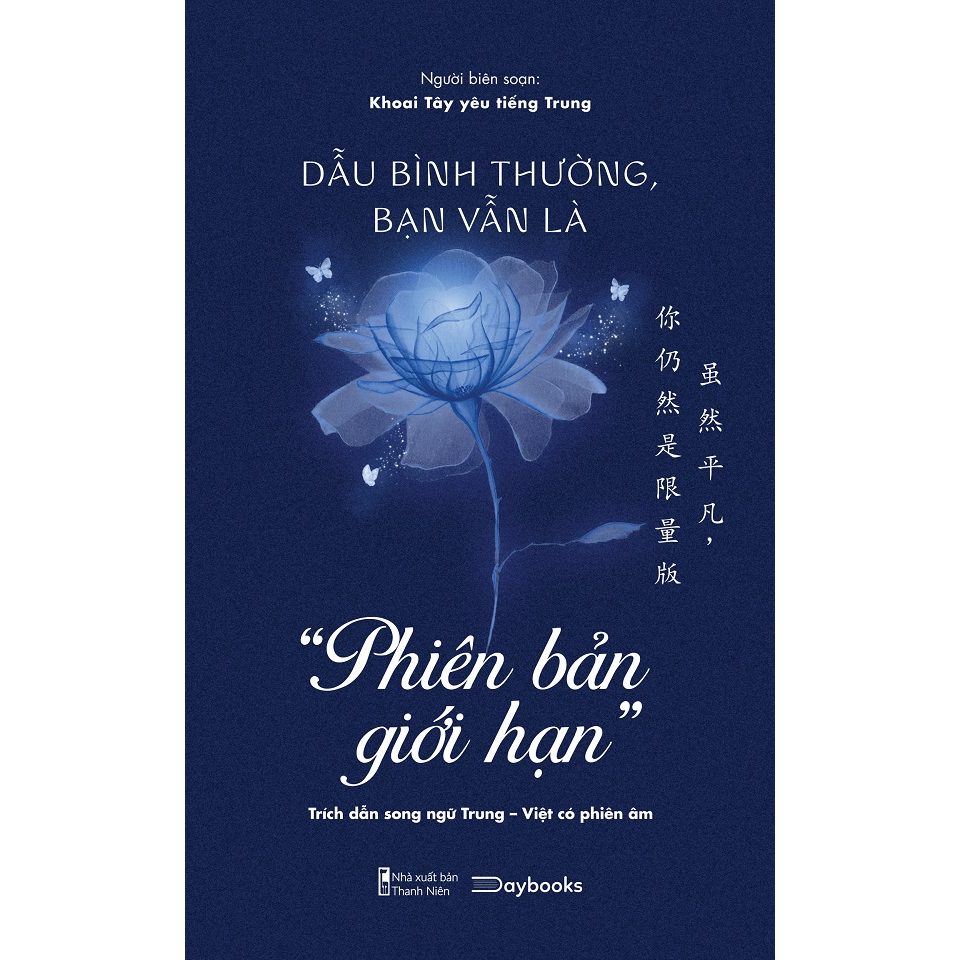 Người biên soạn:
Khoai Tây yêu tiếng Trung
DẪU BÌNH THƯỜNG,
BẠN VẪN LÀ
虽然平凡，
你仍然是限量版
“Phiên bản
giới hạn”
Trích dẫn song ngữ Trung – Việt có phiên âm
Nhà xuất bản
Thanh Niên
Daybooks